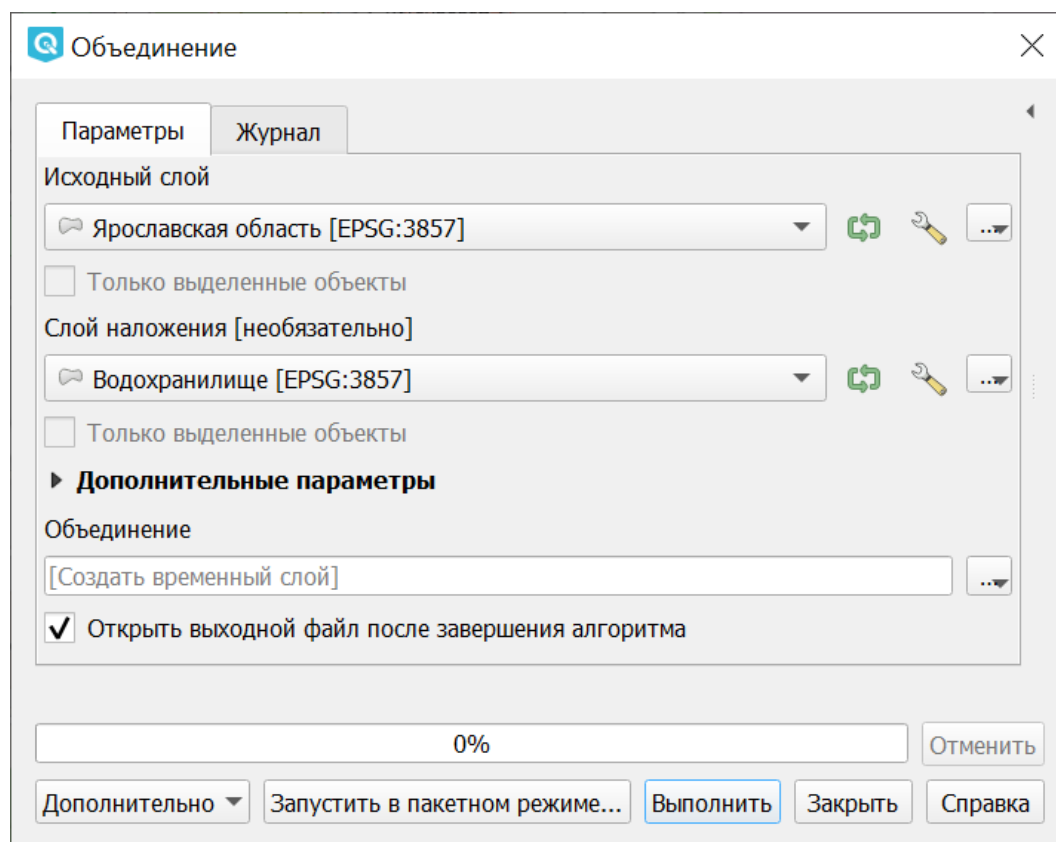 Объединение
Параметры
Журнал
Исходный слой
Ярославская область [EPSG:3857]
...
Только выделенные объекты
Слой наложения [необязательно]
Водохранилище [EPSG:3857]
...
Только выделенные объекты
Дополнительные параметры
Объединение
[Создать временный слой]
...
Открыть выходной файл после завершения алгоритма
0%
Отменить
Дополнительно
Запустить в пакетном режиме...
Выполнить
Закрыть
Справка